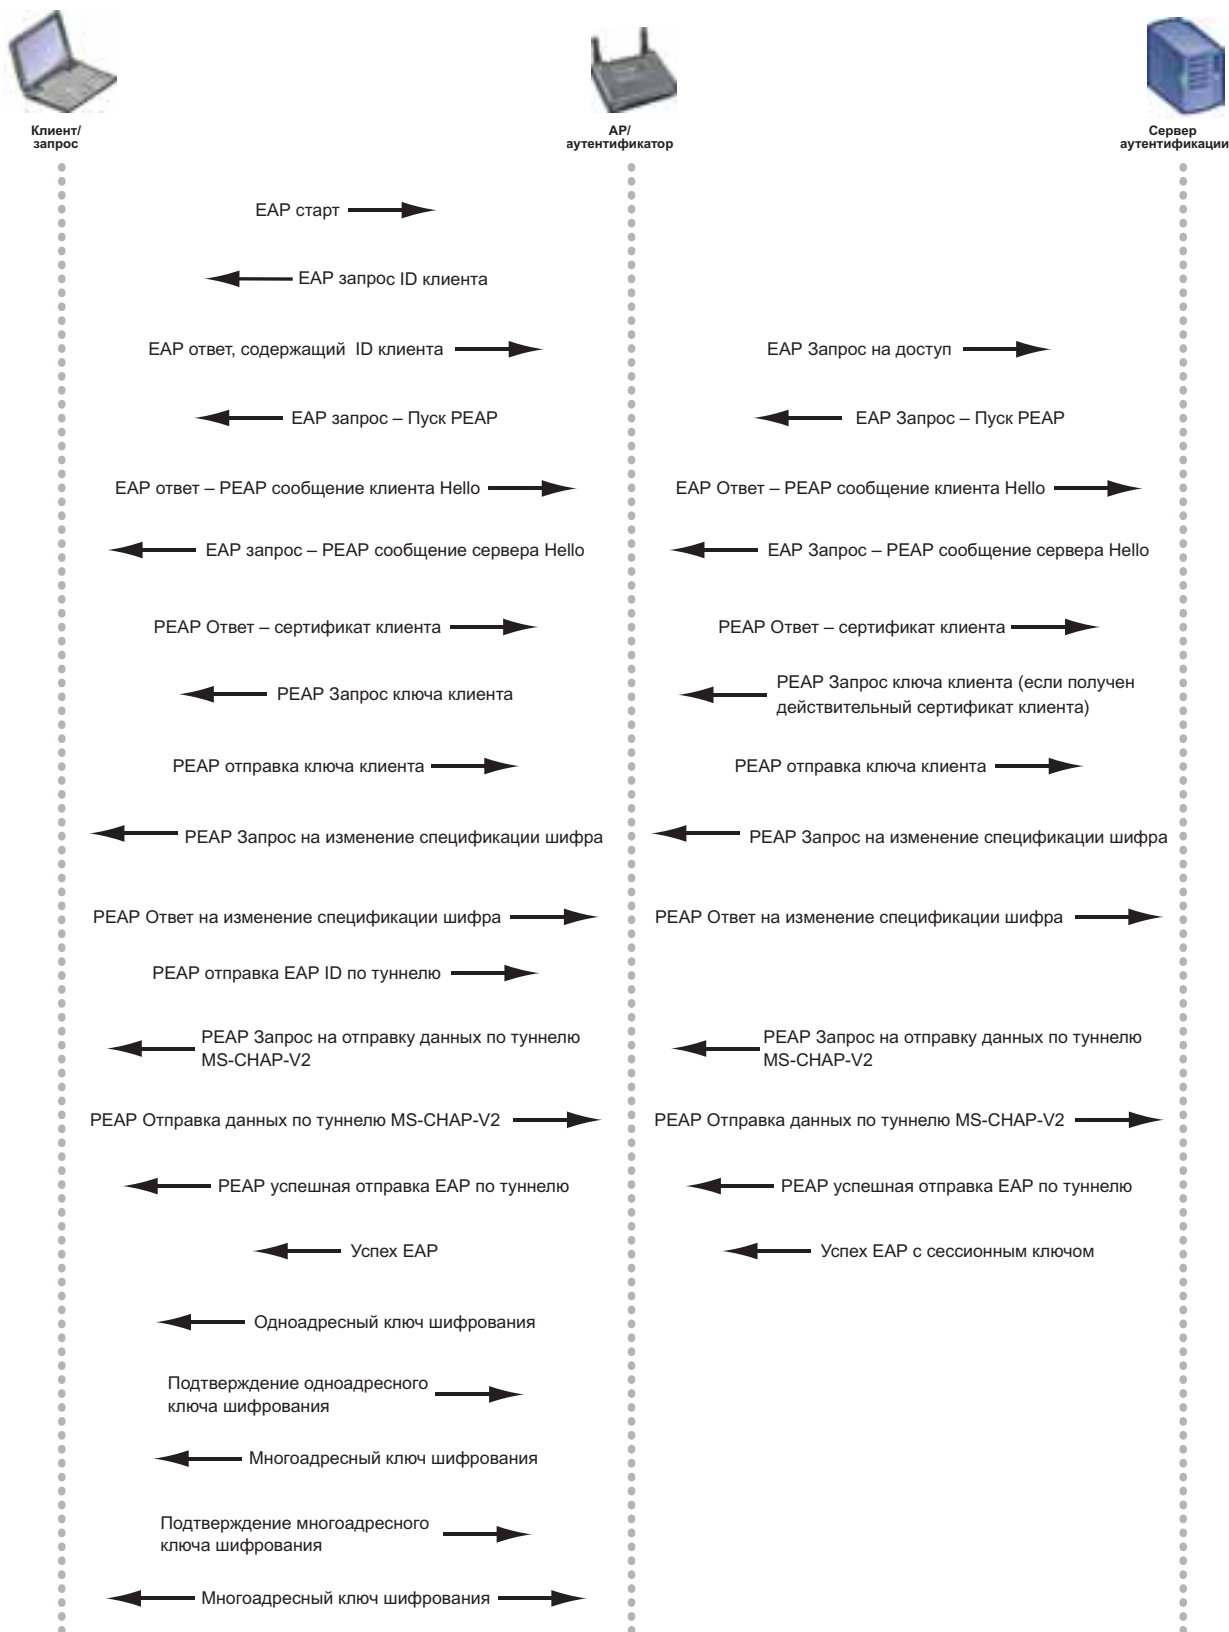 Клиент/
запрос
AP/
аутентификатор
Сервер
аутентификации
EAP старт
EAP запрос ID клиента
EAP ответ, содержащий ID клиента
EAP Запрос на доступ
EAP запрос – Пуск PEAP
EAP Запрос – Пуск PEAP
EAP ответ – PEAP сообщение клиента Hello
EAP Ответ – PEAP сообщение клиента Hello
EAP запрос – PEAP сообщение сервера Hello
EAP Запрос – PEAP сообщение сервера Hello
PEAP Ответ – сертификат клиента
PEAP Ответ – сертификат клиента
PEAP Запрос ключа клиента
PEAP Запрос ключа клиента (если получен
действительный сертификат клиента)
PEAP отправка ключа клиента
PEAP отправка ключа клиента
PEAP Запрос на изменение спецификации шифра
PEAP Запрос на изменение спецификации шифра
PEAP Ответ на изменение спецификации шифра
PEAP Ответ на изменение спецификации шифра
PEAP отправка EAP ID по туннелю
PEAP Запрос на отправку данных по туннелю
MS-CHAP-V2
PEAP Запрос на отправку данных по туннелю
MS-CHAP-V2
PEAP Отправка данных по туннелю MS-CHAP-V2
PEAP Отправка данных по туннелю MS-CHAP-V2
PEAP успешная отправка EAP по туннелю
PEAP успешная отправка EAP по туннелю
Успех EAP
Успех EAP с сессионным ключом
Одноадресный ключ шифрования
Подтверждение одноадресного
ключа шифрования
Многоадресный ключ шифрования
Подтверждение многоадресного
ключа шифрования
Многоадресный ключ шифрования